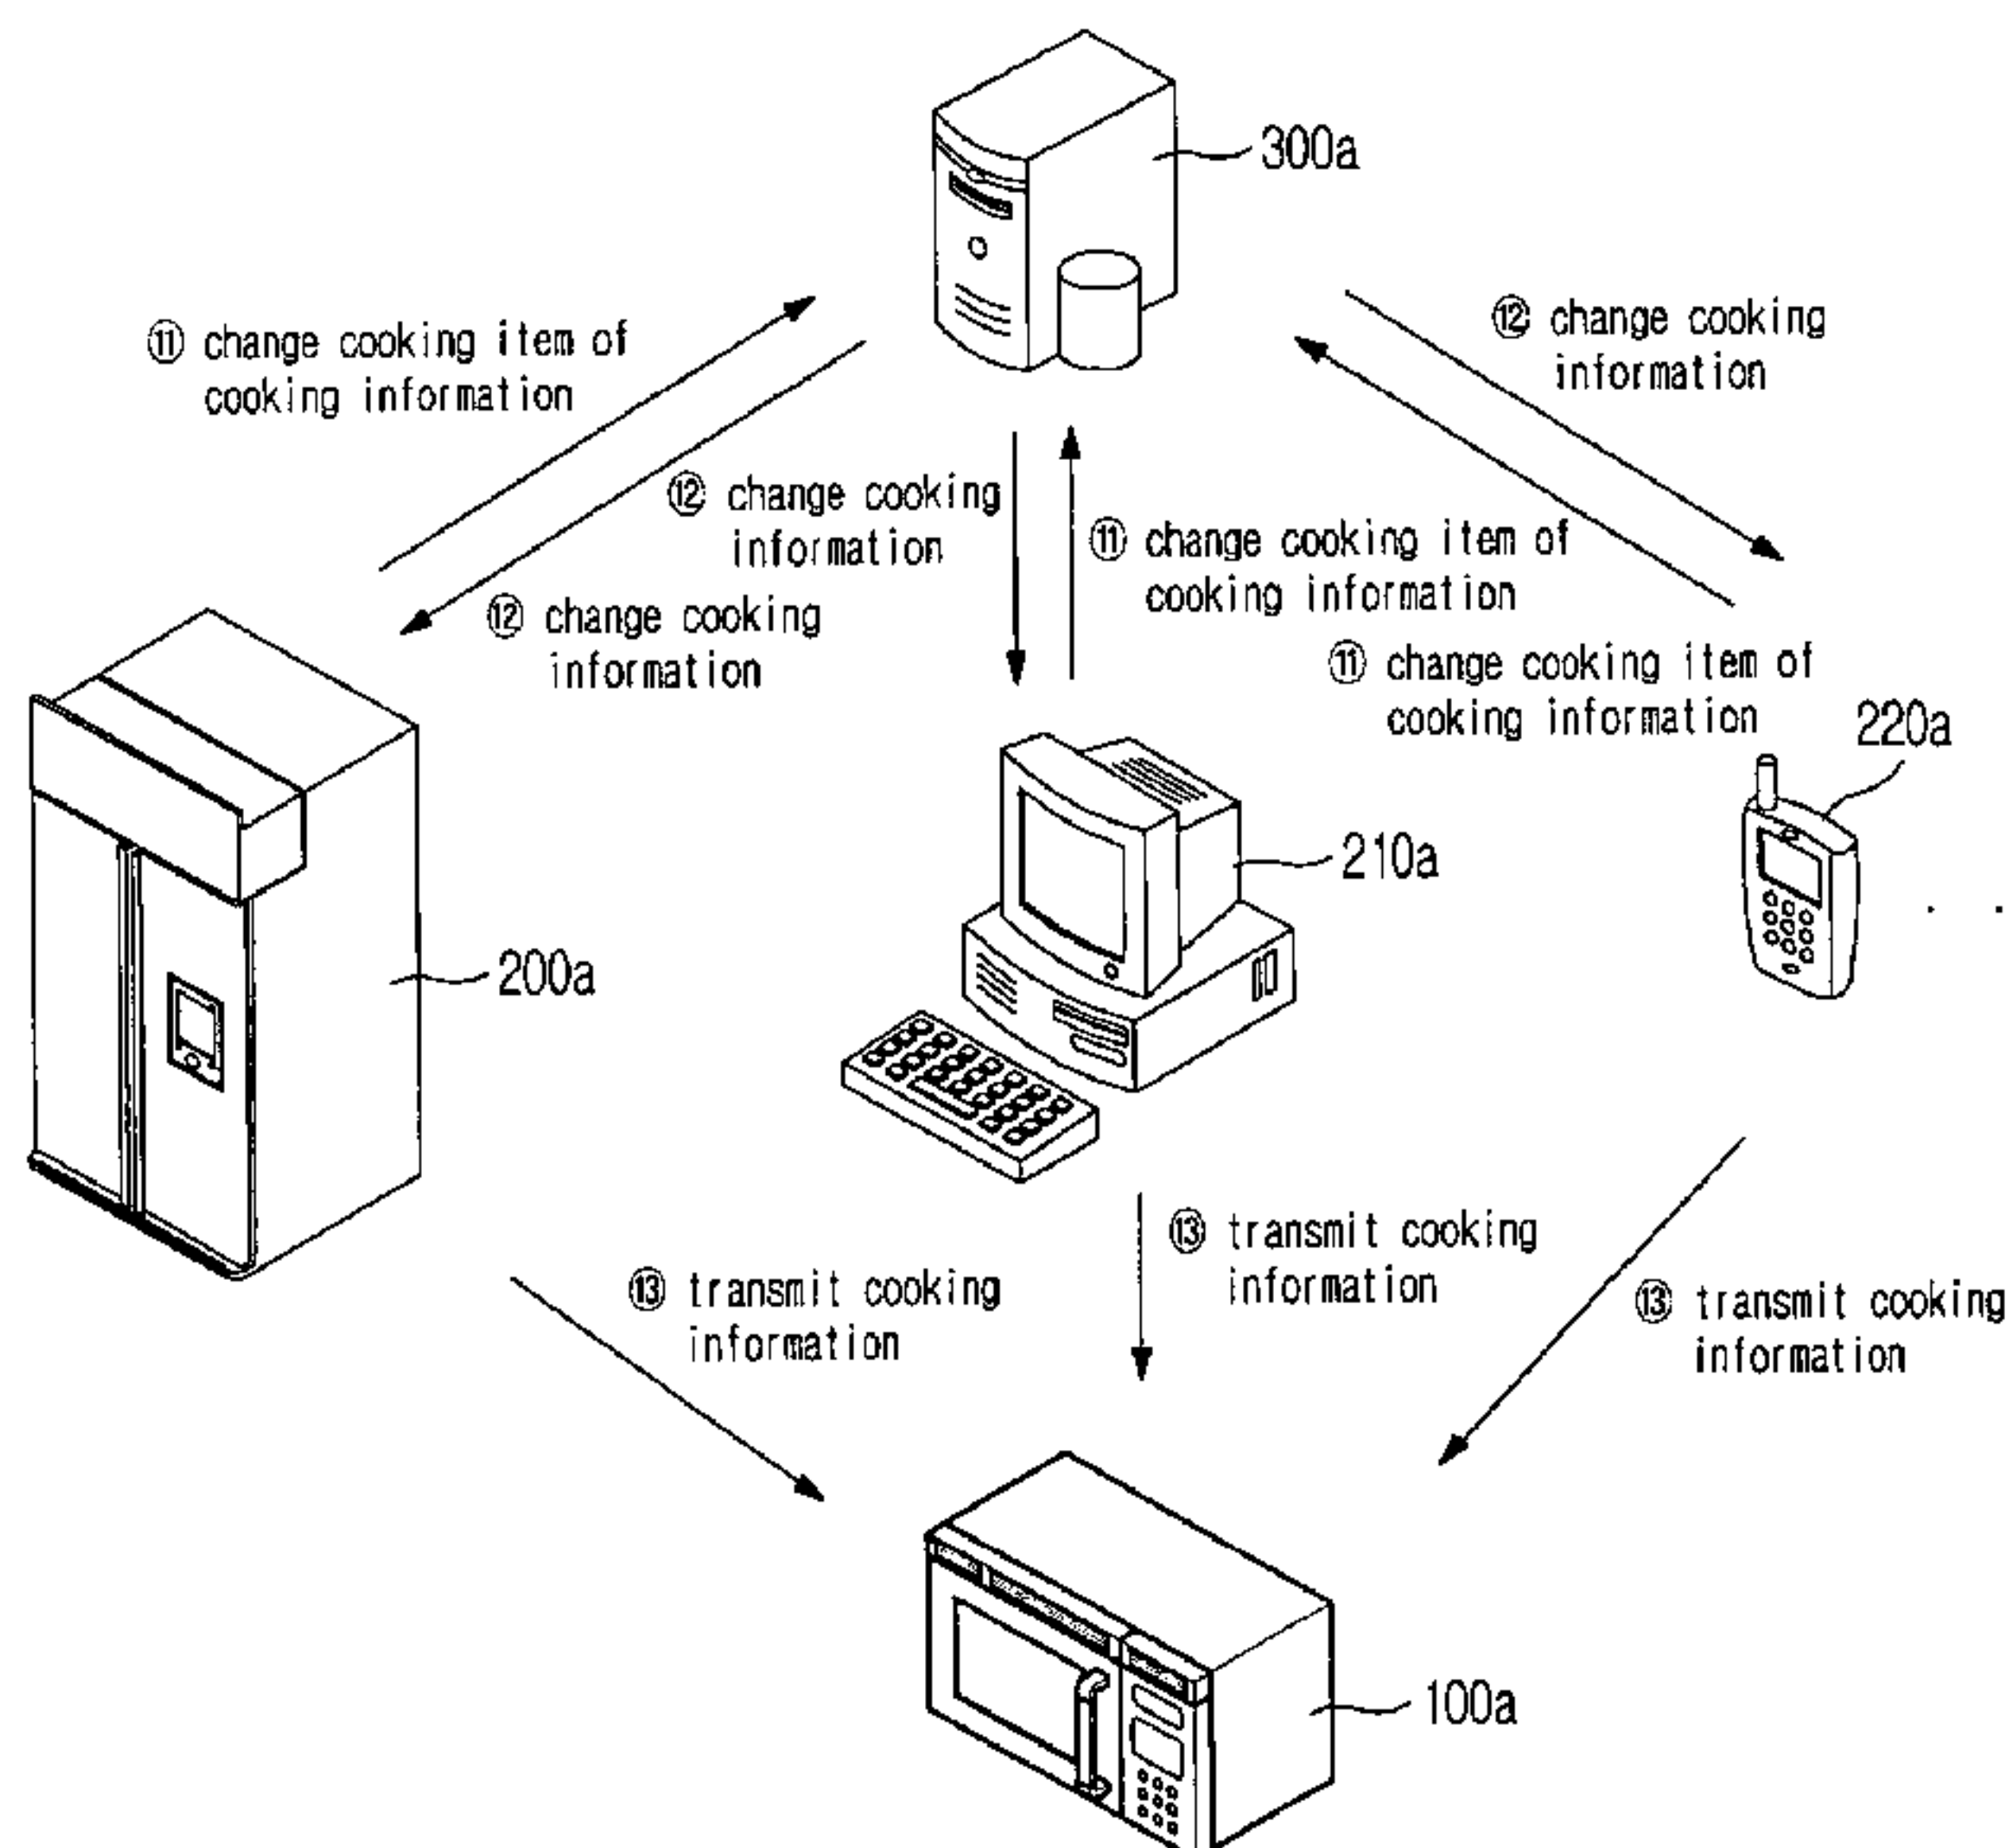 300a
⑪ change cooking item of
cooking information
⑫ change cooking
information
⑫ change cooking
information
⑪ change cooking item of
cooking information
⑫ change cooking
information
⑪ change cooking item of
cooking information
220a
210a
200a
⑬ transmit cooking
information
⑬ transmit cooking
information
⑬ transmit cooking
information
100a